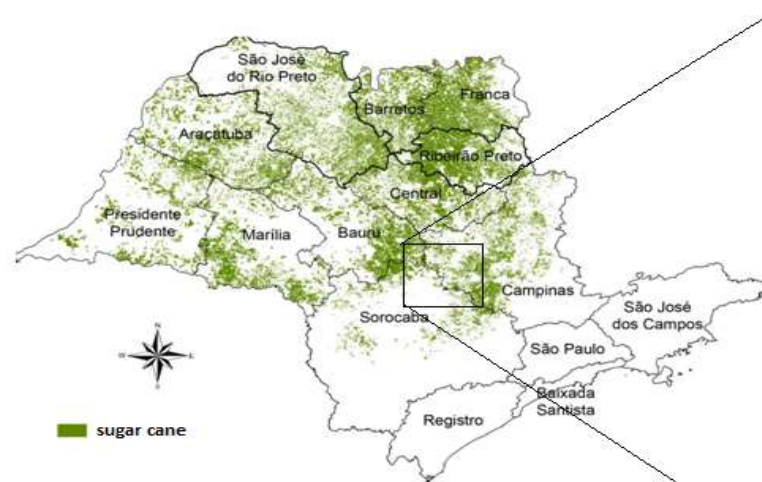 São José
do Rio Preto
Barretos
Franca
Araçatuba
Ribeirão Preto
Central
Presidente
Prudente
Marília
Bauru
Campinas
São José
dos Campos
Sorocaba
São Paulo
Baixada
Santista
Registro
N
W
E
S
sugar cane